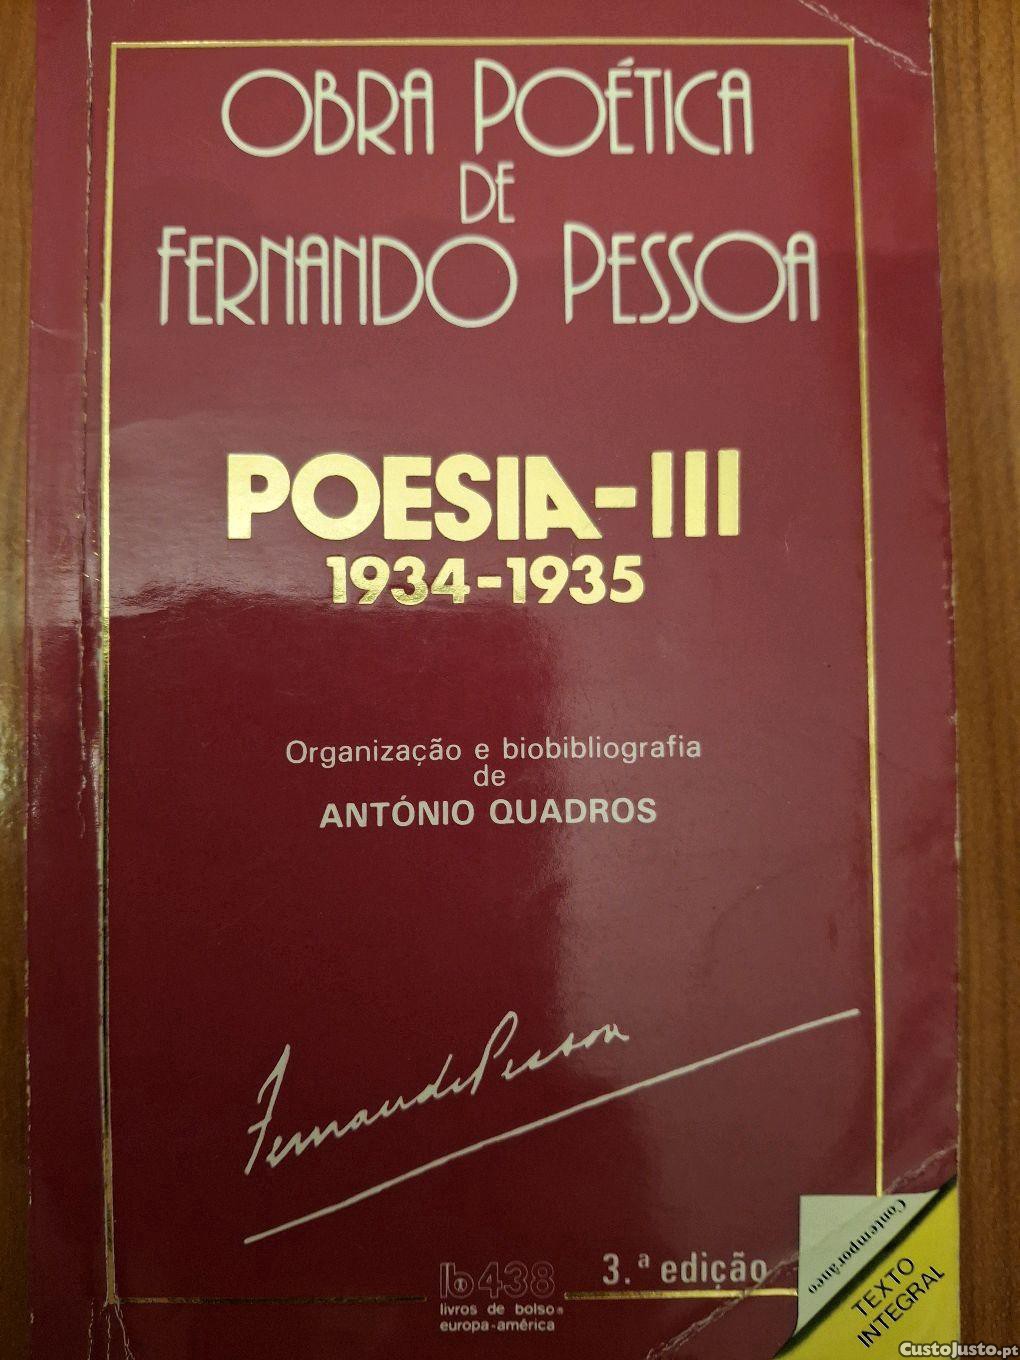 OBRA POÉTICA
DE
FERNANDO PESSOA
POESIA-III
1934-1935
Organização e biobibliografia
de
ANTÓNIO QUADROS
Fernando Pessoa
lb438
livros de bolso
europa-américa
3.ª edição
Contemporâneo
TEXTO
INTEGRAL
CustoJusto.pt